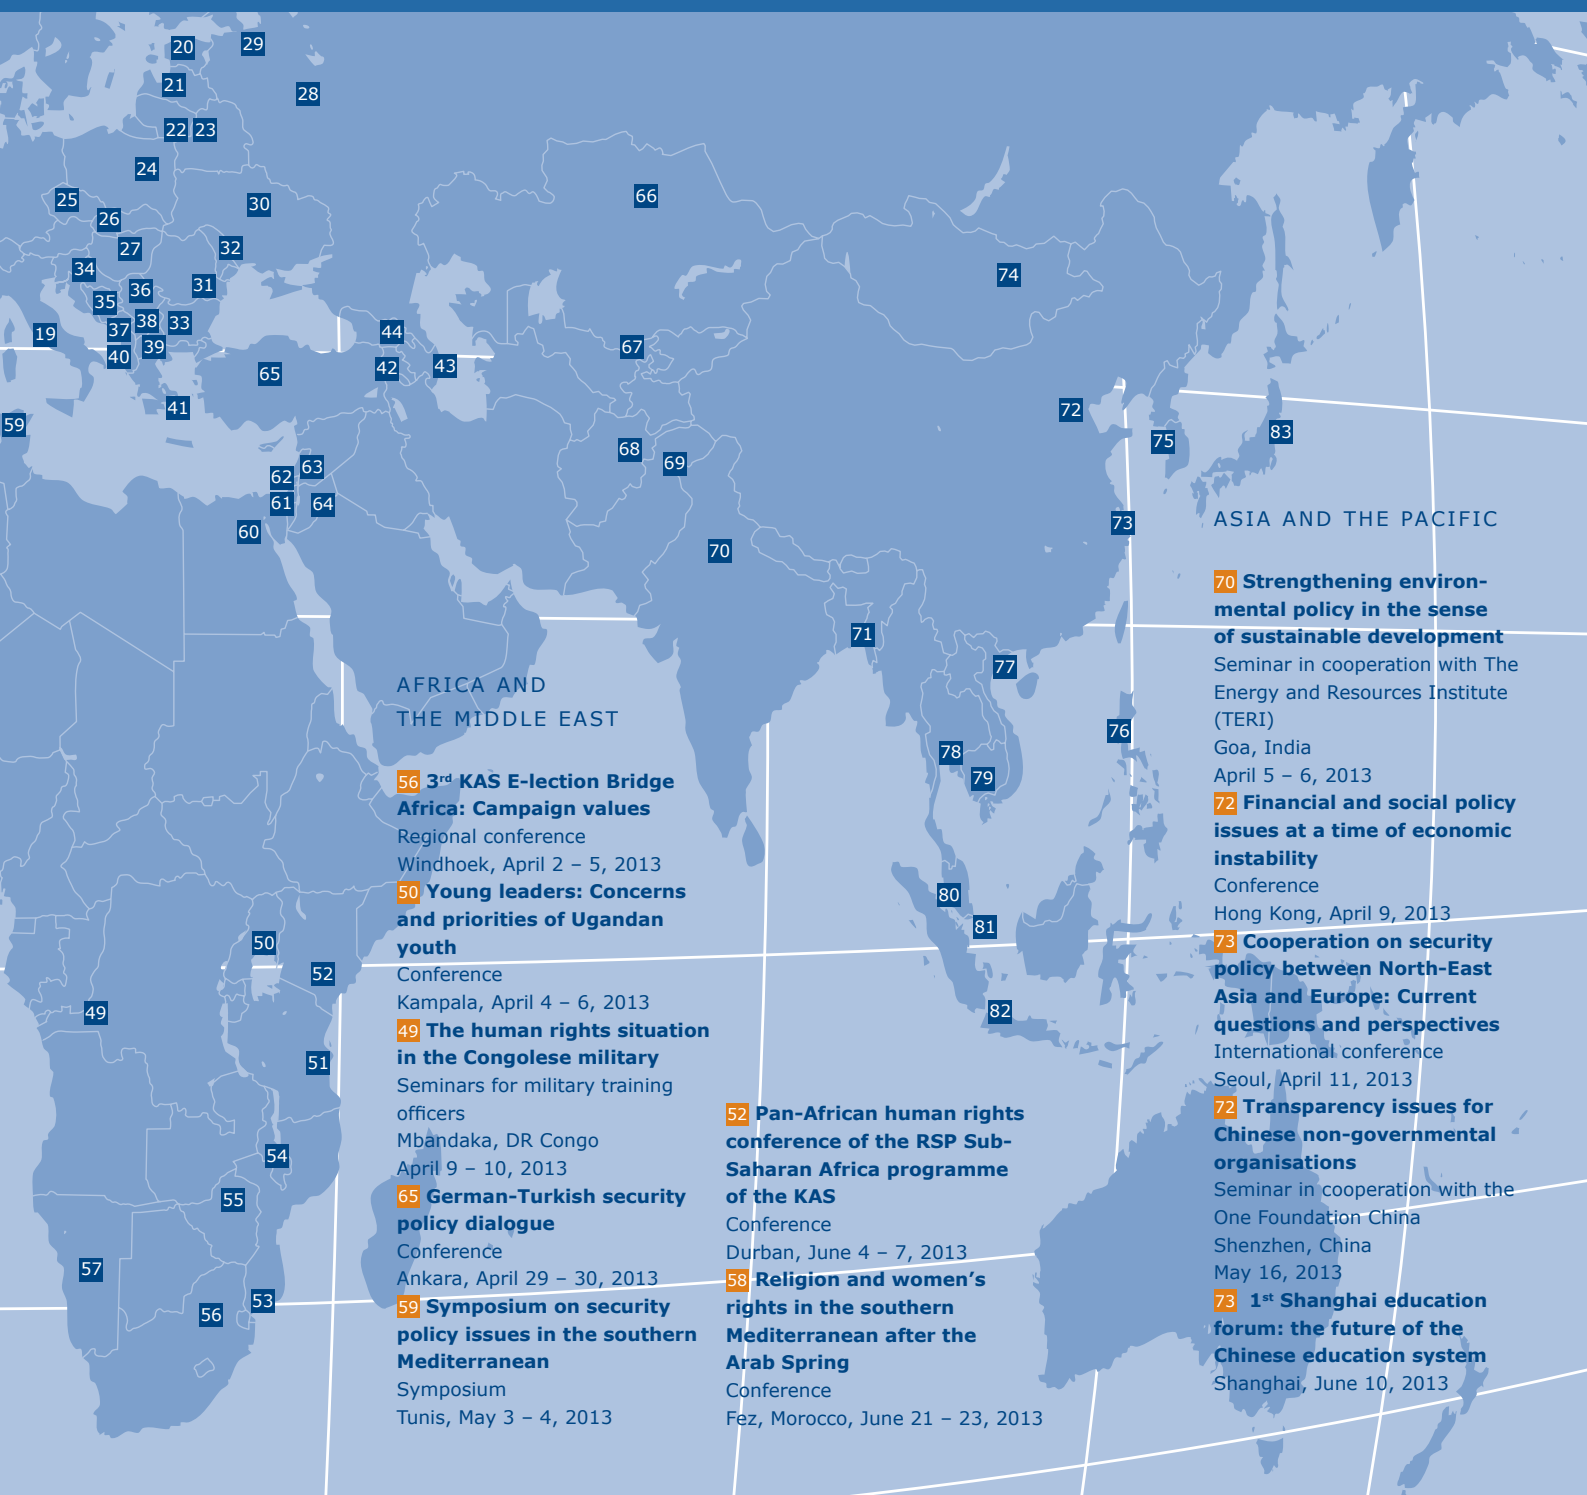 20
29
21
28
22 23
24
25
66
30
26
27
32
34
74
31
36
35
38
33
37
19
44
39
67
40
42
43
65
41
72
59
83
75
68
69
63
62
61
64
73
60
70
71
77
76
78
79
80
81
50
52
82
49
51
54
55
57
53
56
AFRICA AND
THE MIDDLE EAST
56 3rd KAS E-lection Bridge
Africa: Campaign values
Regional conference
Windhoek, April 2 – 5, 2013
50 Young leaders: Concerns
and priorities of Ugandan
youth
Conference
Kampala, April 4 – 6, 2013
49 The human rights situation
in the Congolese military
Seminars for military training
officers
Mbandaka, DR Congo
April 9 – 10, 2013
65 German-Turkish security
policy dialogue
Conference
Ankara, April 29 – 30, 2013
59 Symposium on security
policy issues in the southern
Mediterranean
Symposium
Tunis, May 3 – 4, 2013
52 Pan-African human rights
conference of the RSP Sub-
Saharan Africa programme
of the KAS
Conference
Durban, June 4 – 7, 2013
58 Religion and women’s
rights in the southern
Mediterranean after the
Arab Spring
Conference
Fez, Morocco, June 21 – 23, 2013
ASIA AND THE PACIFIC
70 Strengthening environ-
mental policy in the sense
of sustainable development
Seminar in cooperation with The
Energy and Resources Institute
(TERI)
Goa, India
April 5 – 6, 2013
72 Financial and social policy
issues at a time of economic
instability
Conference
Hong Kong, April 9, 2013
73 Cooperation on security
policy between North-East
Asia and Europe: Current
questions and perspectives
International conference
Seoul, April 11, 2013
72 Transparency issues for
Chinese non-governmental
organisations
Seminar in cooperation with the
One Foundation China
Shenzhen, China
May 16, 2013
73 1st Shanghai education
forum: the future of the
Chinese education system
Shanghai, June 10, 2013